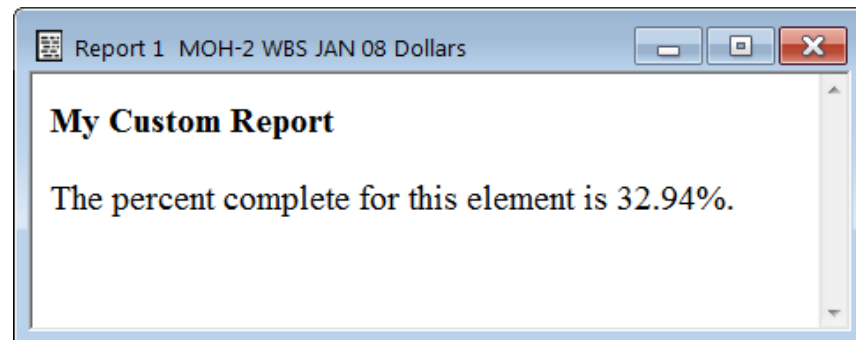 Report 1 MOH-2 WBS JAN 08 Dollars
My Custom Report
The percent complete for this element is 32.94%.